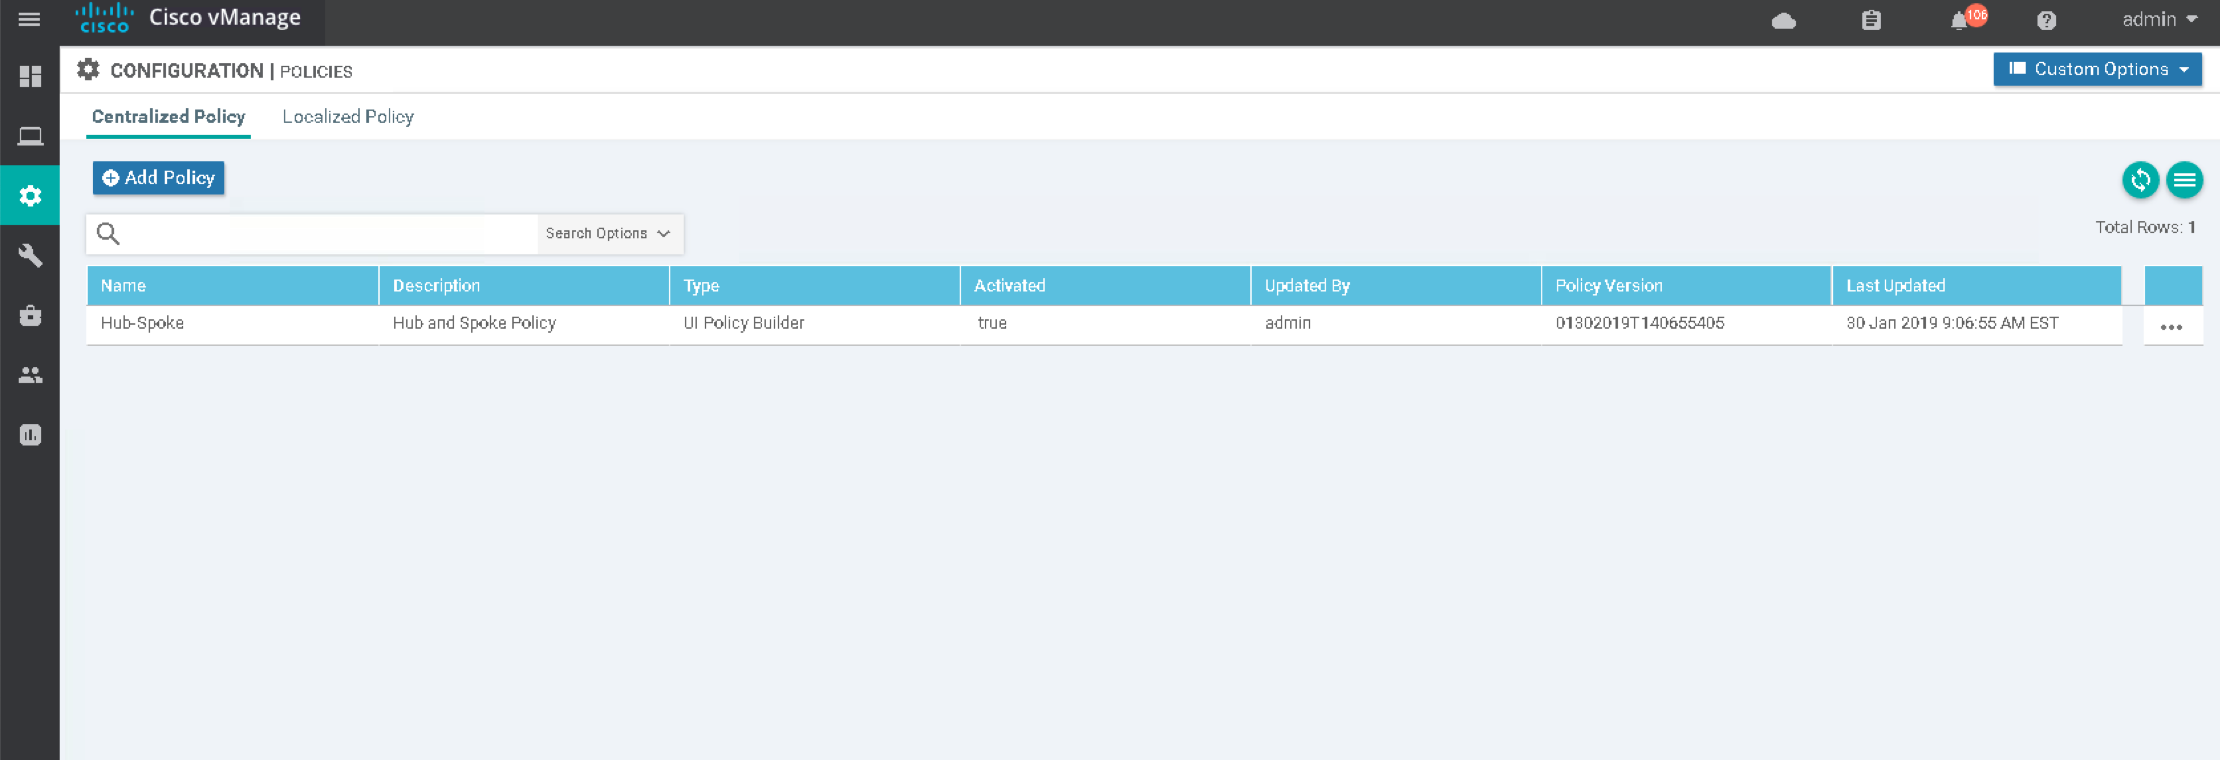 cisco Cisco vManage 106 admin
CONFIGURATION | POLICIES Custom Options
Centralized Policy Localized Policy
Add Policy
Search Options Total Rows: 1
Name Description Type Activated Updated By Policy Version Last Updated
Hub-Spoke Hub and Spoke Policy UI Policy Builder true admin 01302019T140655405 30 Jan 2019 9:06:55 AM EST